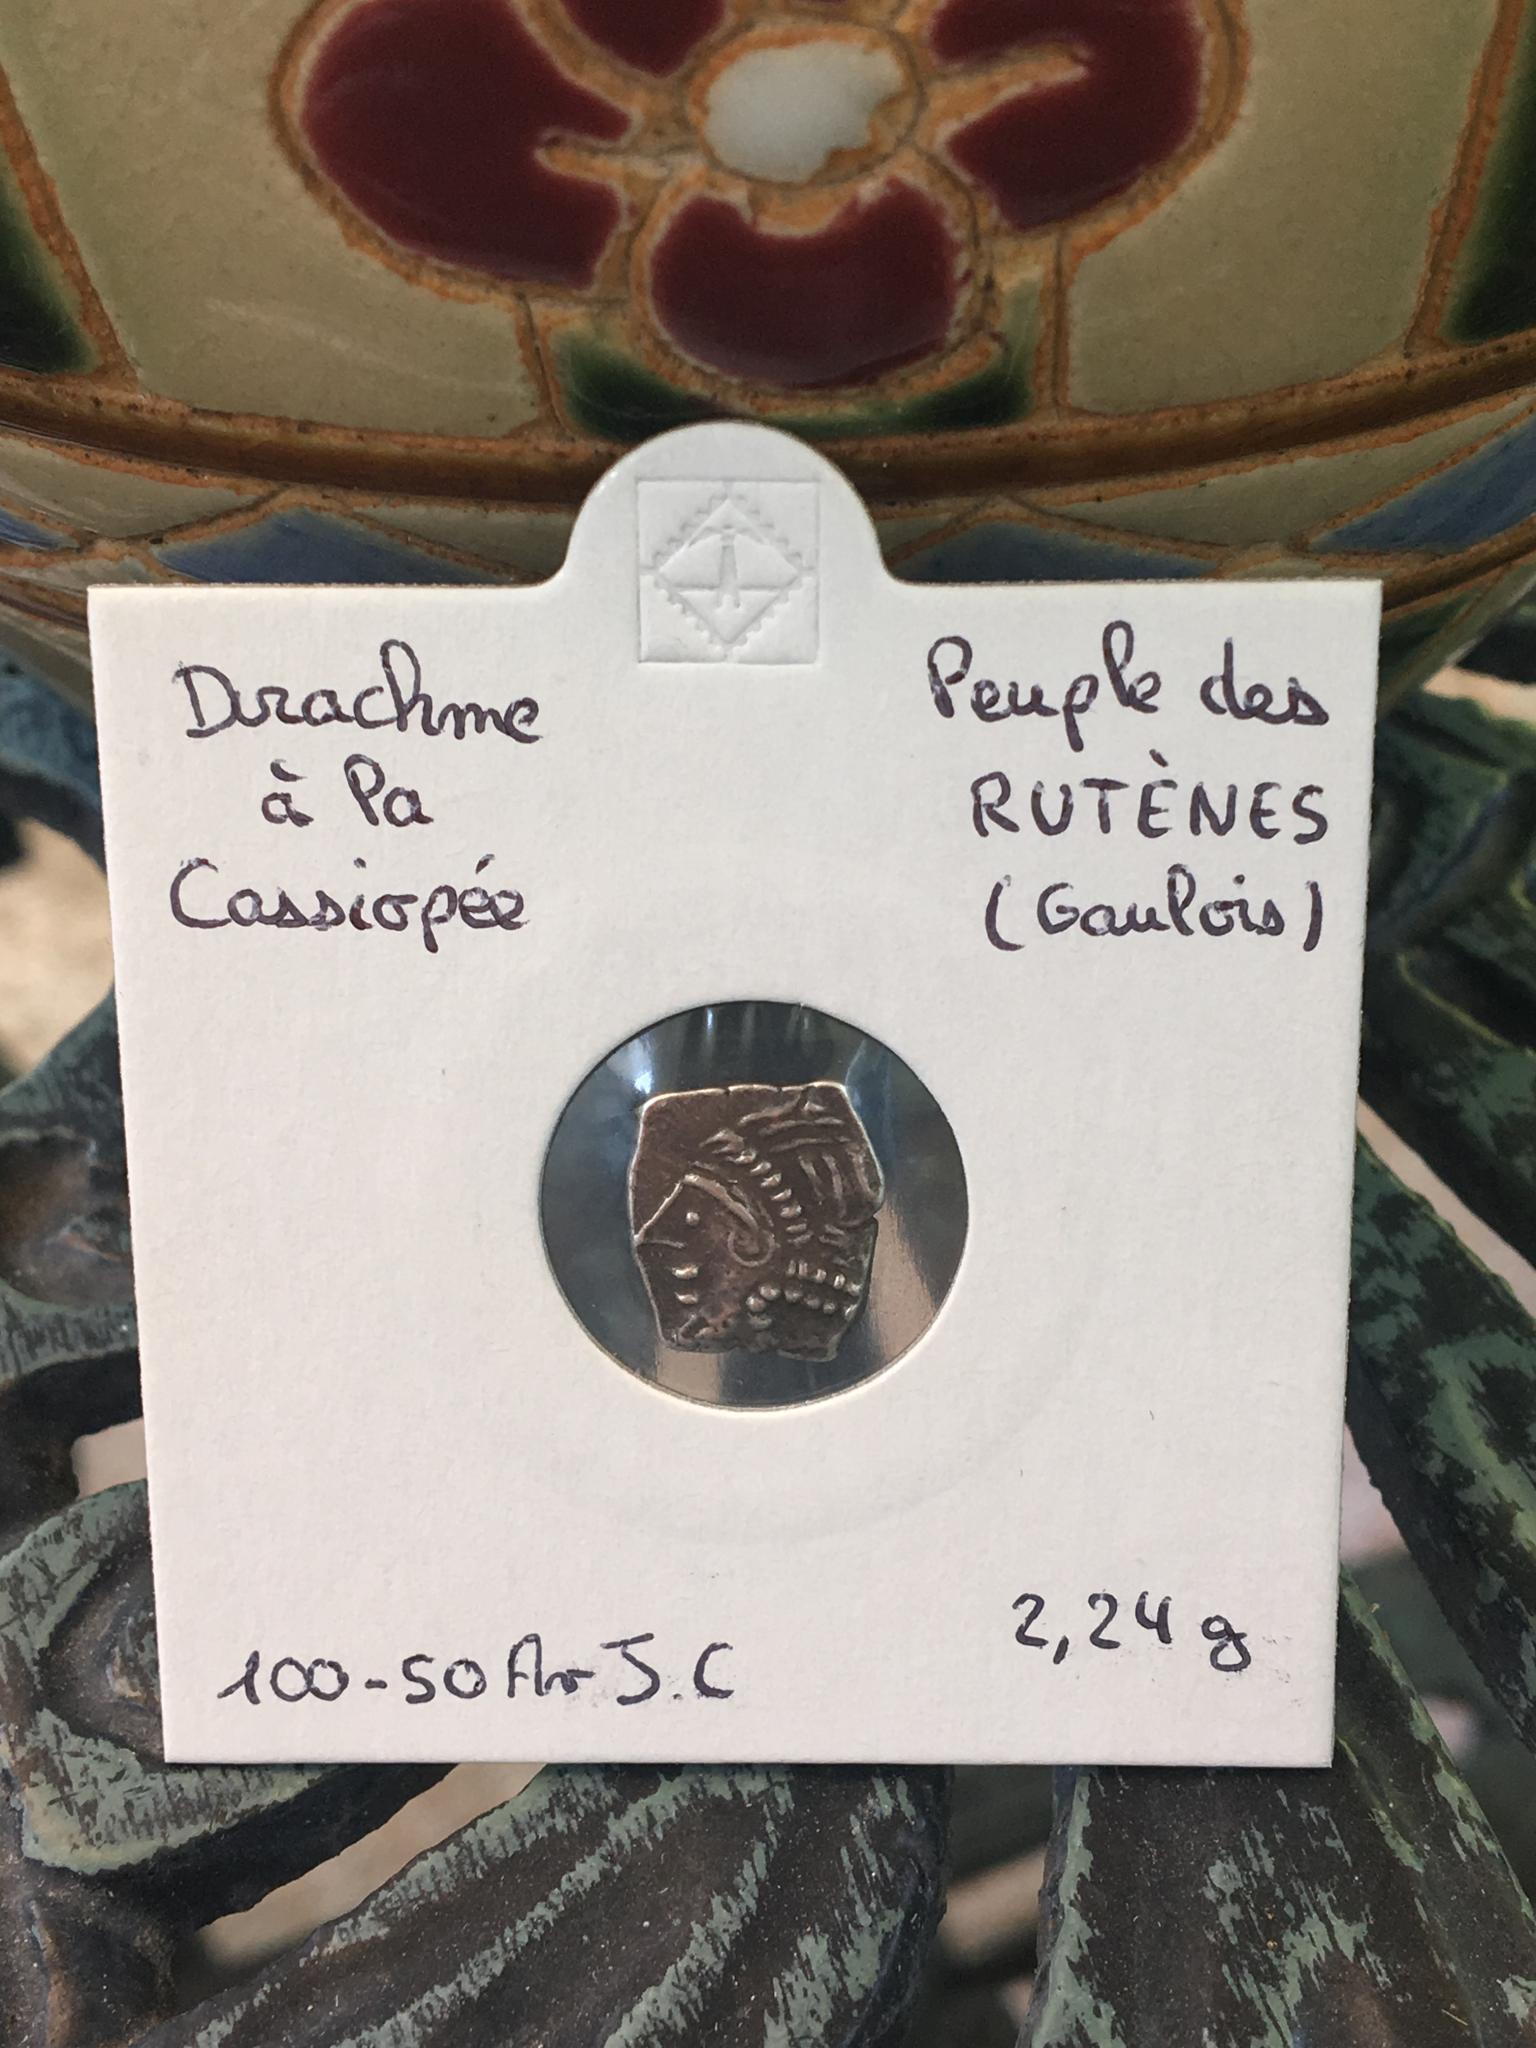 Drachme
à la
Cassiopée
Peuple des
RUTÈNES
(Gaulois)
100-50 Av J.C
2,24 g